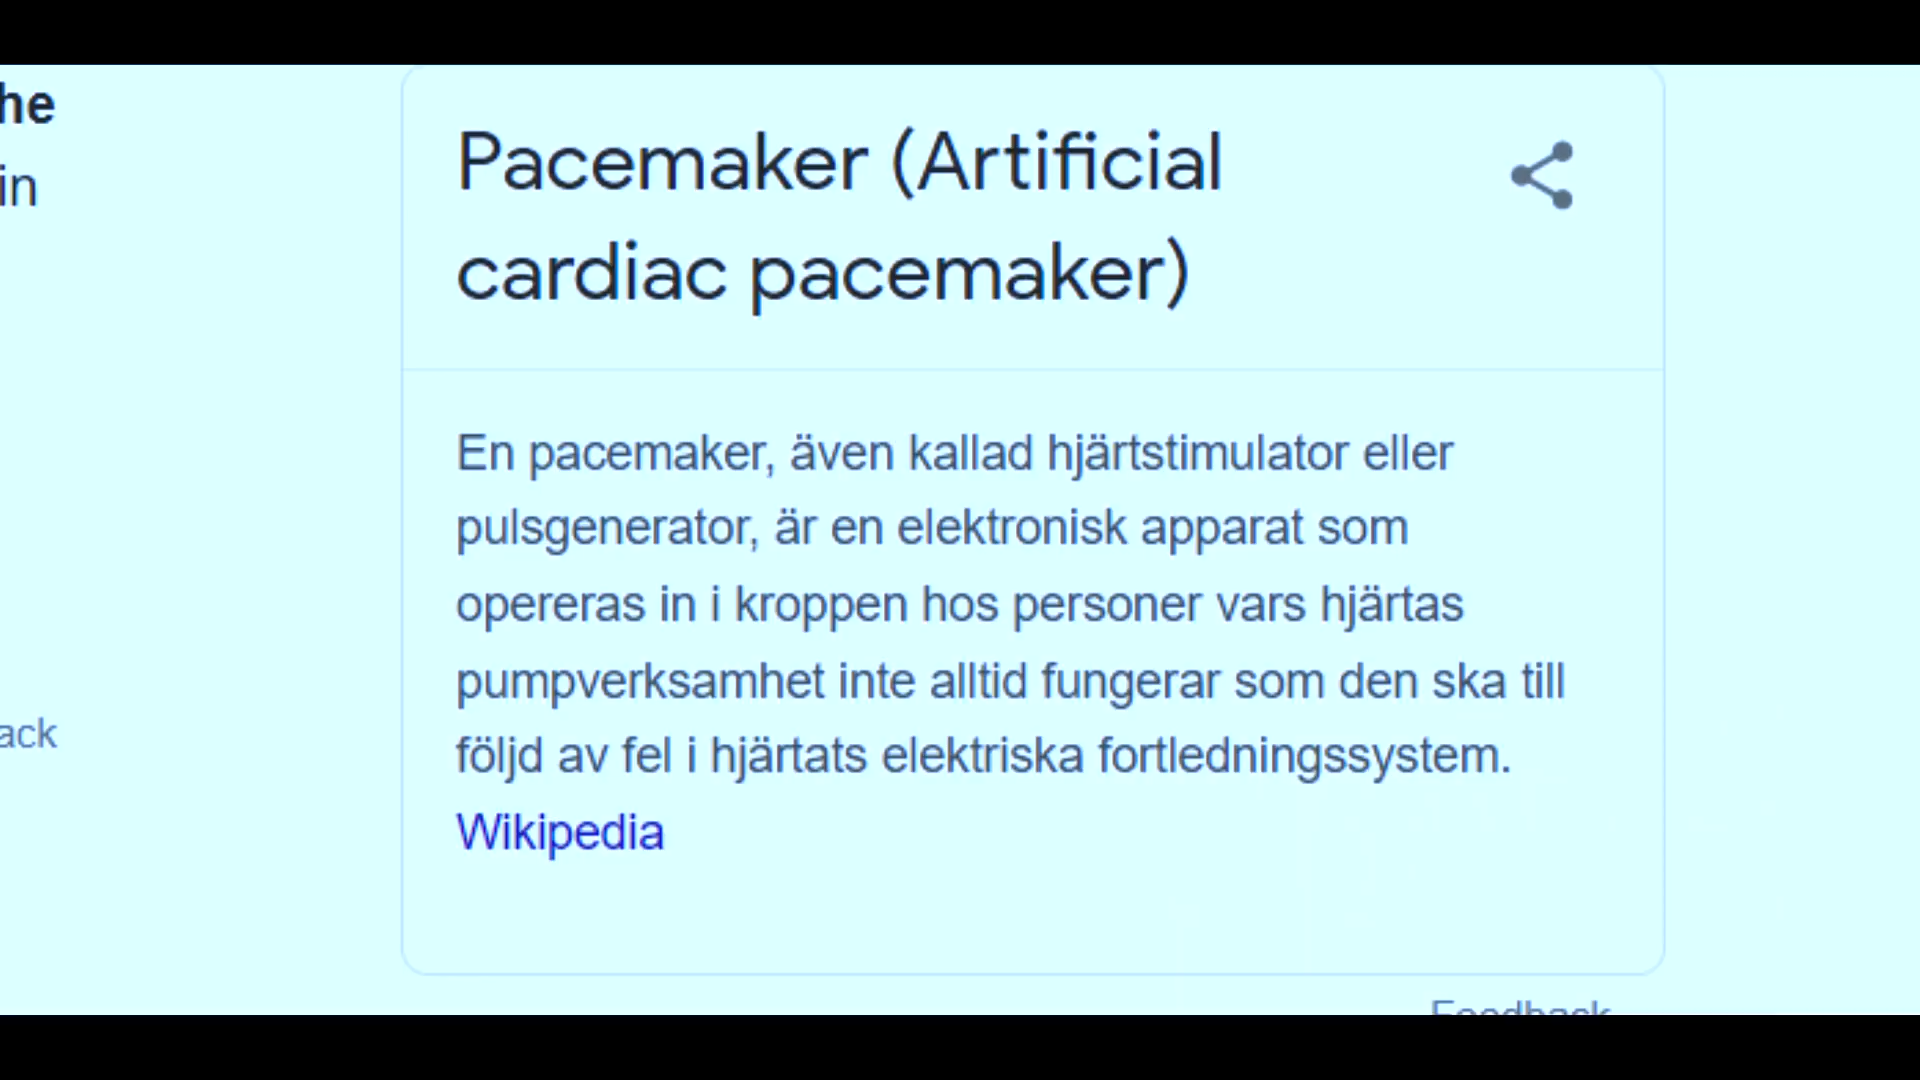 he
in
ack
Pacemaker (Artificial
cardiac pacemaker)
En pacemaker, även kallad hjärtstimulator eller
pulsgenerator, är en elektronisk apparat som
opereras in i kroppen hos personer vars hjärtas
pumpverksamhet inte alltid fungerar som den ska till
följd av fel i hjärtats elektriska fortledningssystem.
Wikipedia
Feedback